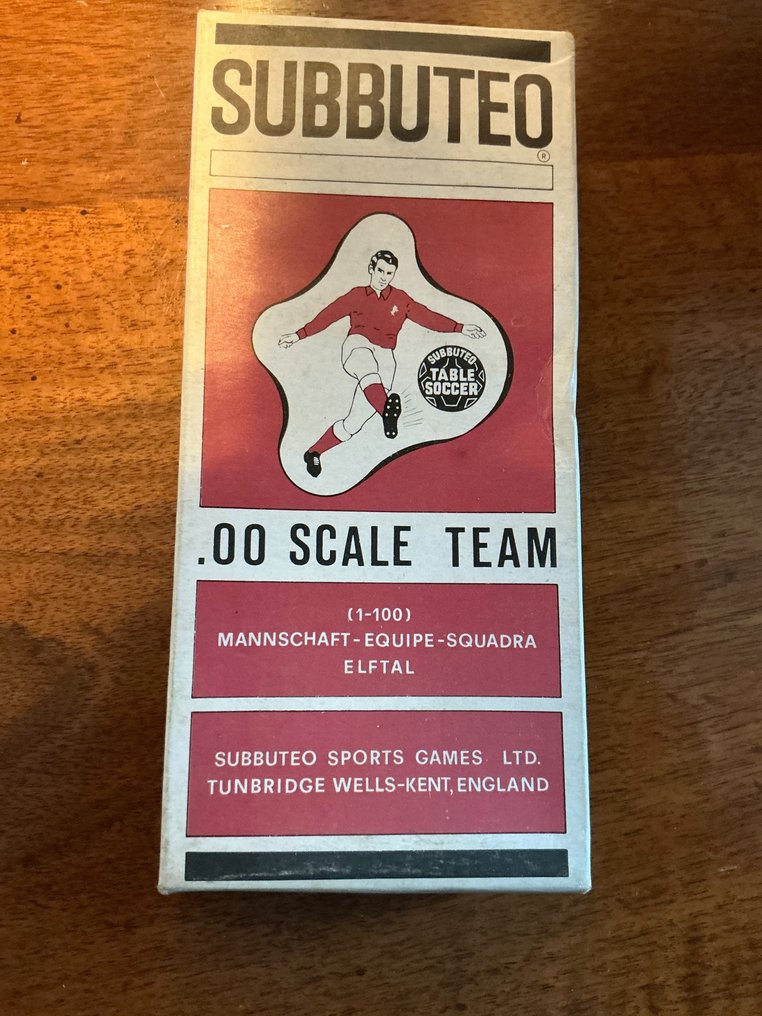 SUBBUTEO
®
SUBBUTEO
TABLE
SOCCER
.00 SCALE TEAM
(1-100)
MANNSCHAFT-EQUIPE-SQUADRA
ELFTAL
SUBBUTEO SPORTS GAMES LTD.
TUNBRIDGE WELLS-KENT, ENGLAND